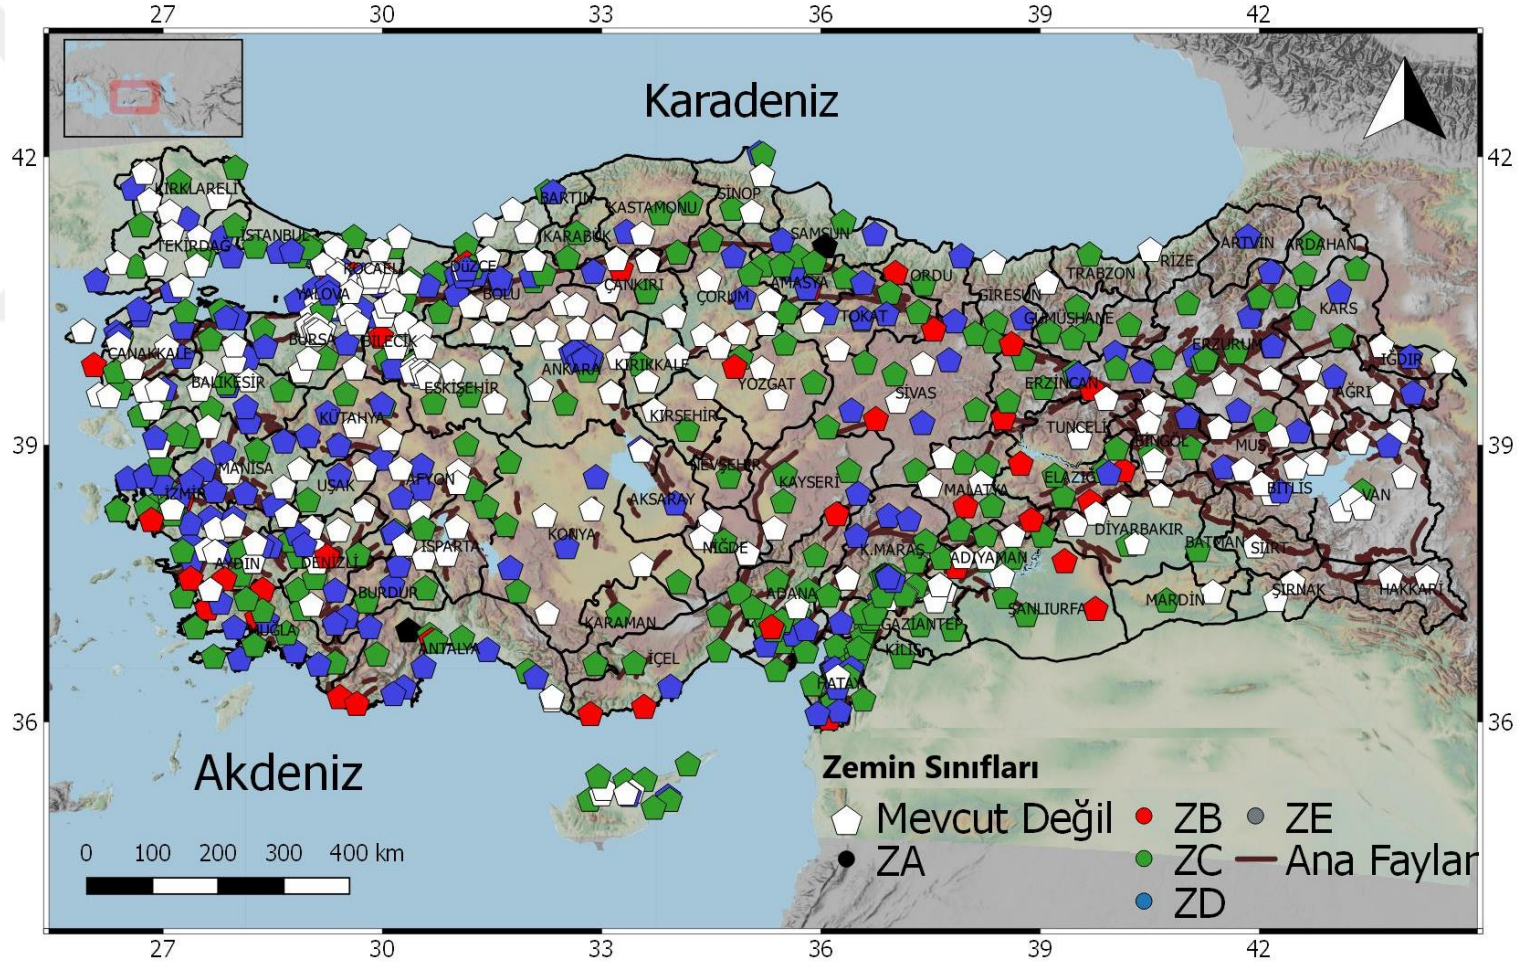 27 30 33 36 39 42
Karadeniz
42 42
KIRKLARELİ
BARTIN
SİNOP
KASTAMONU
TEKİRDAĞ
İSTANBUL
KARABÜK
SAMSUN
ARTVİN
ARDAHAN
DÜZCE
KOCAELİ
ÇANKIRI
AMASYA
ORDU
TRABZON
RİZE
YALOVA
BOLU
ÇORUM
GİRESUN
TOKAT
GÜMÜŞHANE
KARS
ÇANAKKALE
BURSA
BİLECİK
ANKARA
KIRIKKALE
ERZURUM
IĞDIR
BALIKESİR
ESKİŞEHİR
YOZGAT
SİVAS
ERZİNCAN
AĞRI
KÜTAHYA
KIRŞEHİR
TUNCELİ
39 39
BİNGÖL
MUŞ
MANİSA
UŞAK
AFYON
NEVŞEHİR
KAYSERİ
ELAZIĞ
İZMİR
AKSARAY
MALATYA
BİTLİS
VAN
KONYA
DİYARBAKIR
AYDIN
DENİZLİ
ISPARTA
NİĞDE
K.MARAŞ
ADIYAMAN
BATMAN
SİİRT
BURDUR
ADANA
ŞANLIURFA
MARDİN
ŞIRNAK
HAKKARİ
MUĞLA
ANTALYA
KARAMAN
GAZİANTEP
İÇEL
KİLİS
HATAY
36 36
Akdeniz
Zemin Sınıfları
Mevcut Değil ZB ZE
ZA ZC Ana Faylar
ZD
0 100 200 300 400 km
27 30 33 36 39 42